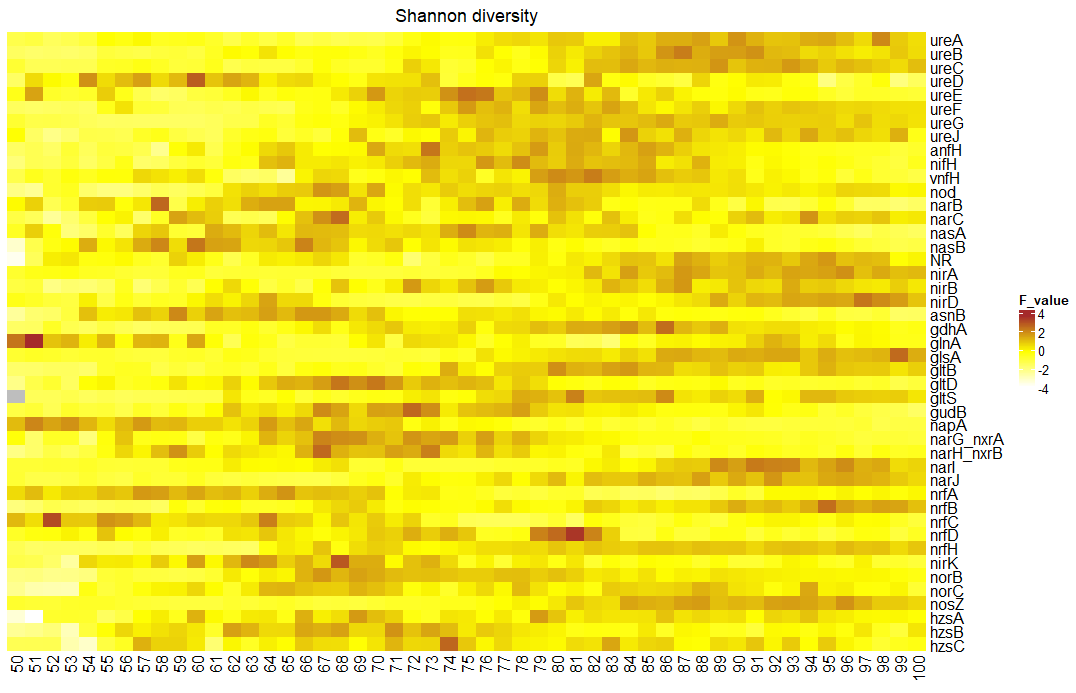 Shannon diversity
ureA
ureB
ureC
ureD
ureE
ureF
ureG
ureJ
anfH
nifH
vnfH
nod
narB
narC
nasA
nasB
NR
nirA
nirB
nirD
asnB
gdhA
glnA
glsA
gltB
gltD
gltS
gudB
napA
narG_nxrA
narH_nxrB
narI
narJ
nrfA
nrfB
nrfC
nrfD
nrfH
nirK
norB
norC
nosZ
hzsA
hzsB
hzsC
F_value
4
2
0
-2
-4
50 51 52 53 54 55 56 57 58 59 60 61 62 63 64 65 66 67 68 69 70 71 72 73 74 75 76 77 78 79 80 81 82 83 84 85 86 87 88 89 90 91 92 93 94 95 96 97 98 99 100